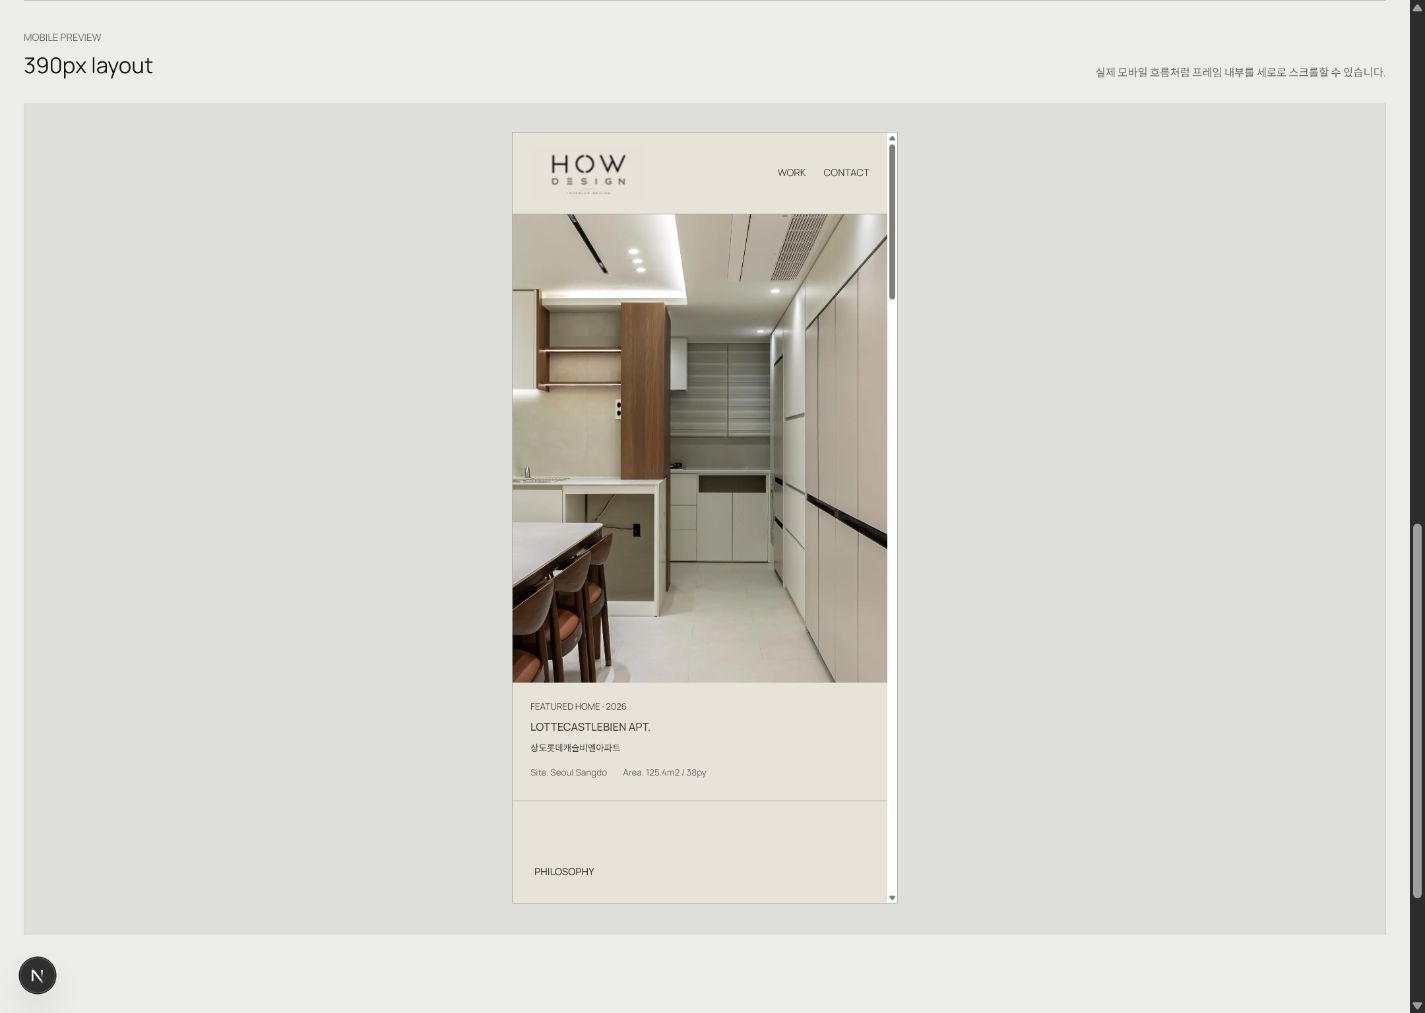 MOBILE PREVIEW
390px layout
실제 모바일 흐름처럼 프레임 내부를 세로로 스크롤할 수 있습니다.
HOW
DESIGN
WORK CONTACT
FEATURED HOME · 2026
LOTTECASTLEBIEN APT.
상도롯데캐슬비엔아파트
Site. Seoul Sangdo Area. 125.4m2 / 38py
PHILOSOPHY
N